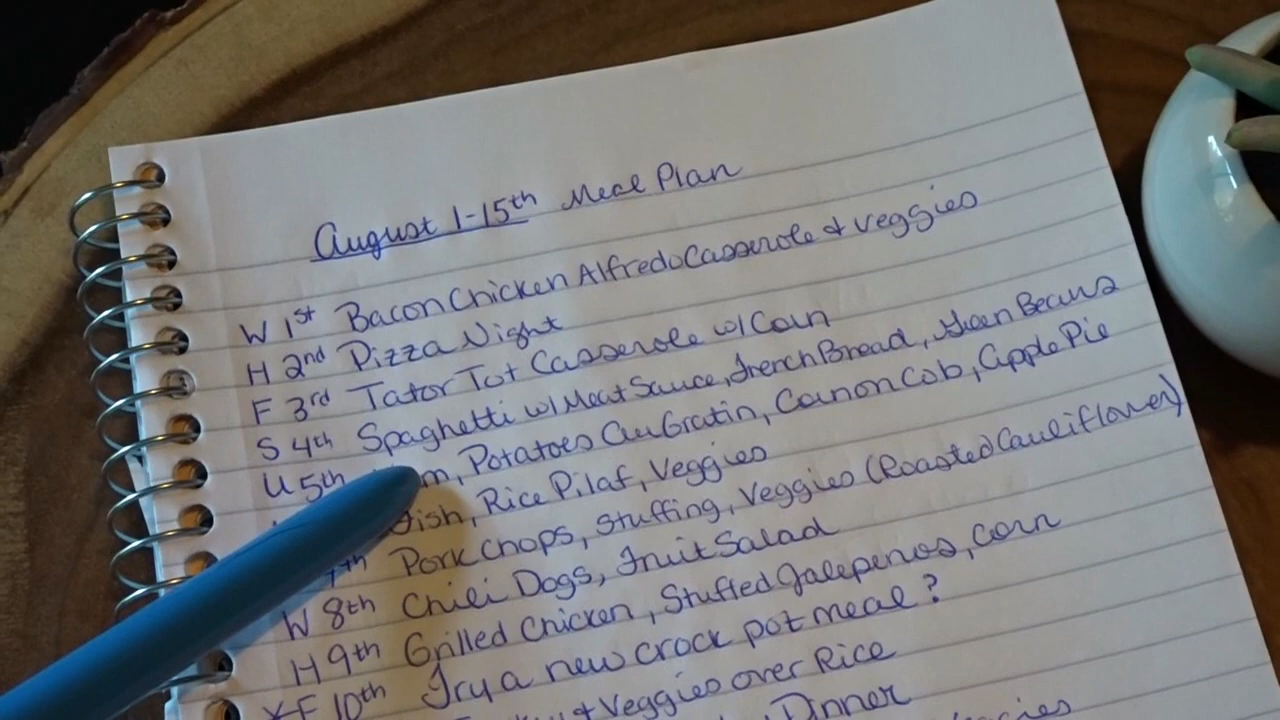 August 1-15th Meal Plan
W 1st Bacon Chicken Alfredo Casserole & Veggies
H 2nd Pizza Night
F 3rd Tator Tot Casserole w/ Corn
S 4th Spaghetti w/ Meat Sauce, French Bread, Green Beans
U 5th Potatoes Au Gratin, Corn on Cob, Apple Pie
Fish, Rice Pilaf, Veggies
Pork Chops, Stuffing, Veggies (Roasted Cauliflower)
W 8th Chili Dogs, Fruit Salad
H 9th Grilled Chicken, Stuffed Jalepenos, Corn
F 10th Try a new crock pot meal?
& Veggies over Rice
Dinner